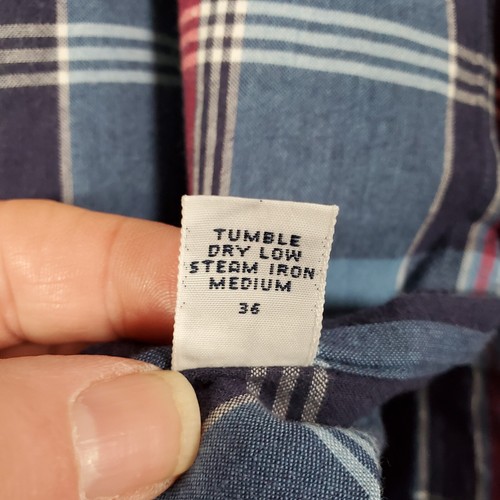 TUMBLE
DRY LOW
STEAM IRON
MEDIUM
36